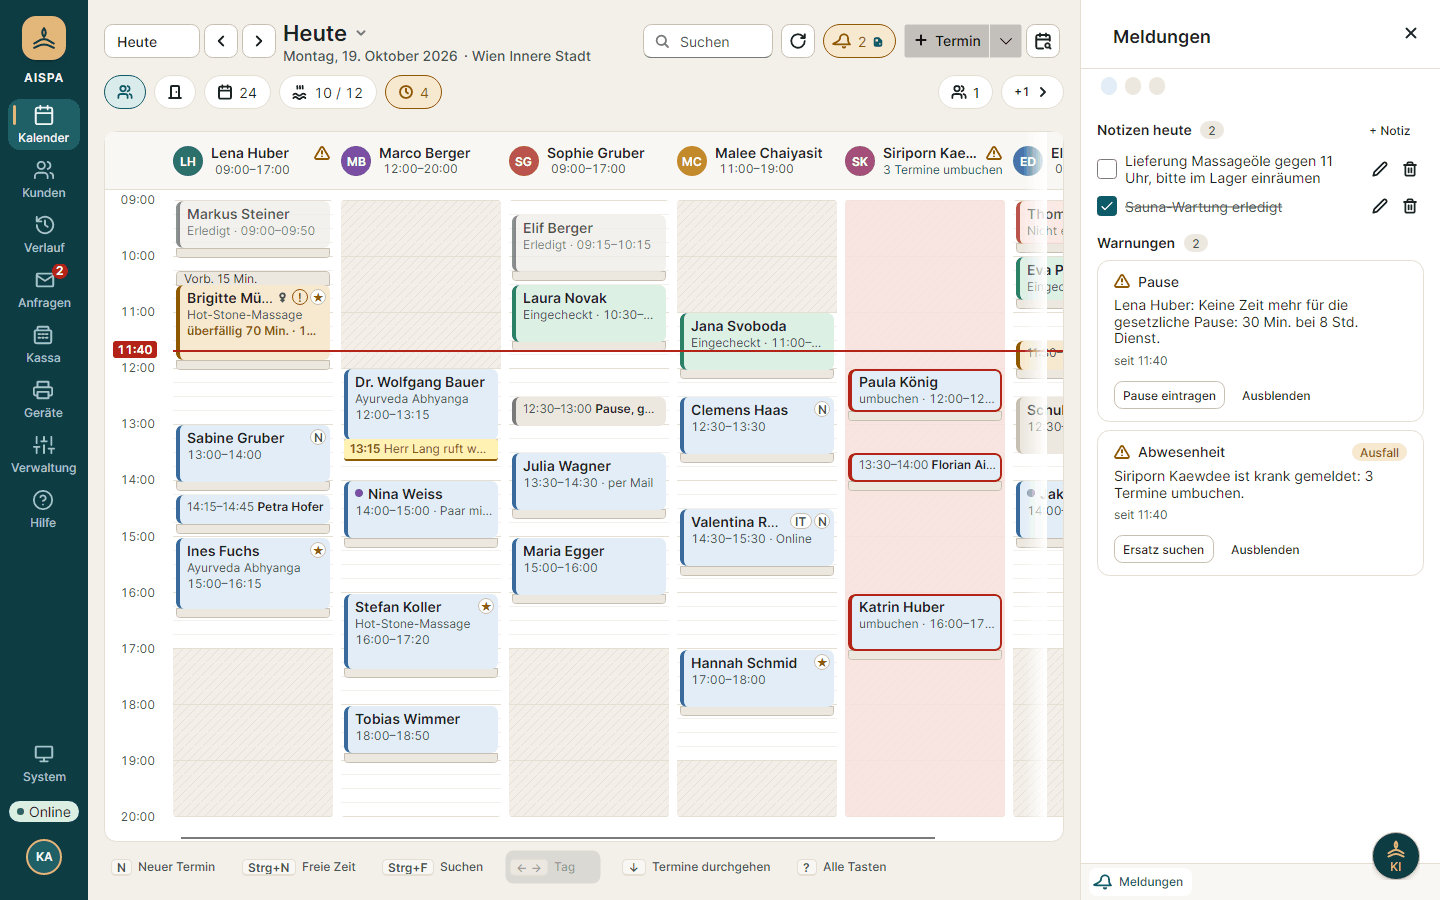 AISPA
Kalender
Kunden
Verlauf
2
Anfragen
Kassa
Geräte
Verwaltung
Hilfe
System
Online
KA
Heute
Heute
Montag, 19. Oktober 2026 · Wien Innere Stadt
Suchen
2
+ Termin
24
10 / 12
4
1
+1
LH Lena Huber
09:00–17:00
MB Marco Berger
12:00–20:00
SG Sophie Gruber
09:00–17:00
MC Malee Chaiyasit
11:00–19:00
SK Siriporn Kae...
3 Termine umbuchen
ED
09:00
10:00
11:00
11:40
12:00
13:00
14:00
15:00
16:00
17:00
18:00
19:00
20:00
Markus Steiner
Erledigt · 09:00–09:50
Vorb. 15 Min.
Brigitte Mü...
Hot-Stone-Massage
überfällig 70 Min. · 1...
Sabine Gruber N
13:00–14:00
14:15–14:45 Petra Hofer
Ines Fuchs
Ayurveda Abhyanga
15:00–16:15
Dr. Wolfgang Bauer
Ayurveda Abhyanga
12:00–13:15
13:15 Herr Lang ruft w...
Nina Weiss
14:00–15:00 · Paar mi...
Stefan Koller
Hot-Stone-Massage
16:00–17:20
Tobias Wimmer
18:00–18:50
Elif Berger
Erledigt · 09:15–10:15
Laura Novak
Eingecheckt · 10:30–...
12:30–13:00 Pause, g...
Julia Wagner
13:30–14:30 · per Mail
Maria Egger
15:00–16:00
Jana Svoboda
Eingecheckt · 11:00–...
Clemens Haas N
12:30–13:30
Valentina R... IT N
14:30–15:30 · Online
Hannah Schmid
17:00–18:00
Paula König
umbuchen · 12:00–12...
13:30–14:00 Florian Ai...
Katrin Huber
umbuchen · 16:00–17...
Thom
Nicht e
Eva P
Eingec
11:30
Schul
12:30
Jak
14:00
N Neuer Termin
Strg+N Freie Zeit
Strg+F Suchen
← → Tag
↓ Termine durchgehen
? Alle Tasten
Meldungen
Notizen heute 2
+ Notiz
Lieferung Massageöle gegen 11
Uhr, bitte im Lager einräumen
Sauna-Wartung erledigt
Warnungen 2
Pause
Lena Huber: Keine Zeit mehr für die
gesetzliche Pause: 30 Min. bei 8 Std.
Dienst.
seit 11:40
Pause eintragen
Ausblenden
Abwesenheit
Ausfall
Siriporn Kaewdee ist krank gemeldet: 3
Termine umbuchen.
seit 11:40
Ersatz suchen
Ausblenden
KI
Meldungen